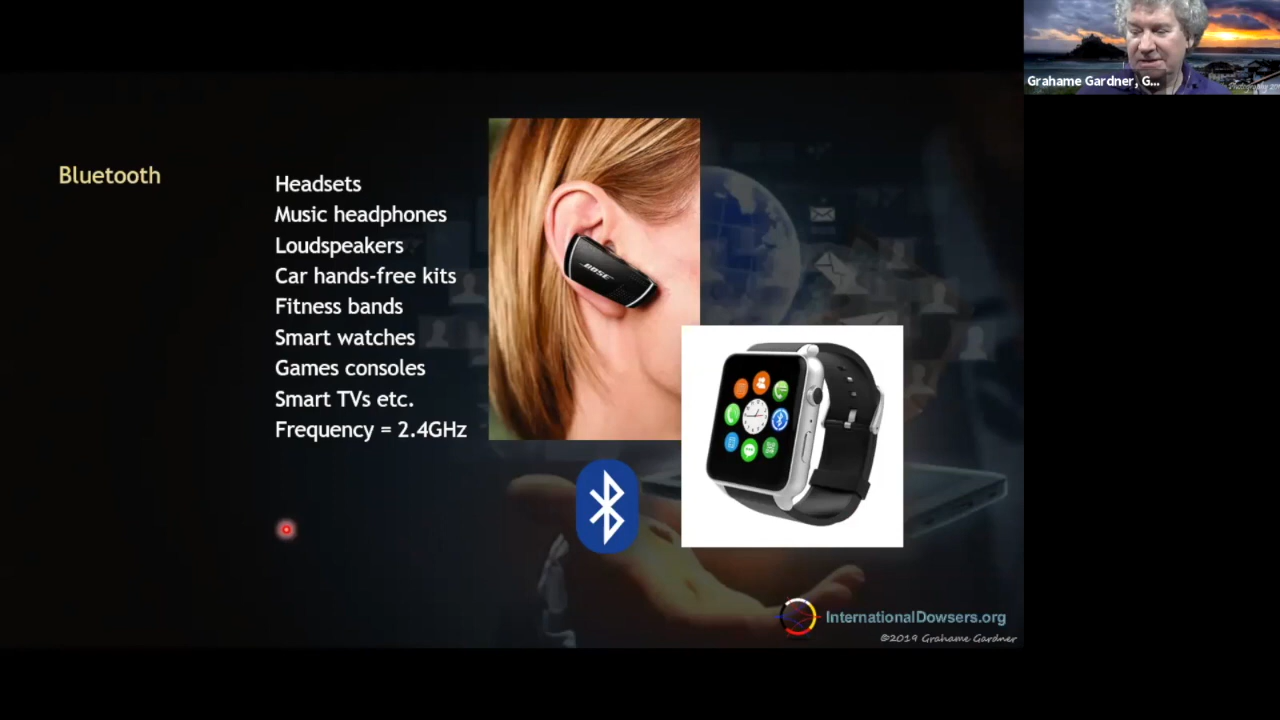 Grahame Gardner, G...
Bluetooth
Headsets
Music headphones
Loudspeakers
Car hands-free kits
Fitness bands
Smart watches
Games consoles
Smart TVs etc.
Frequency = 2.4GHz
BOSE
InternationalDowsers.org
©2019 Grahame Gardner